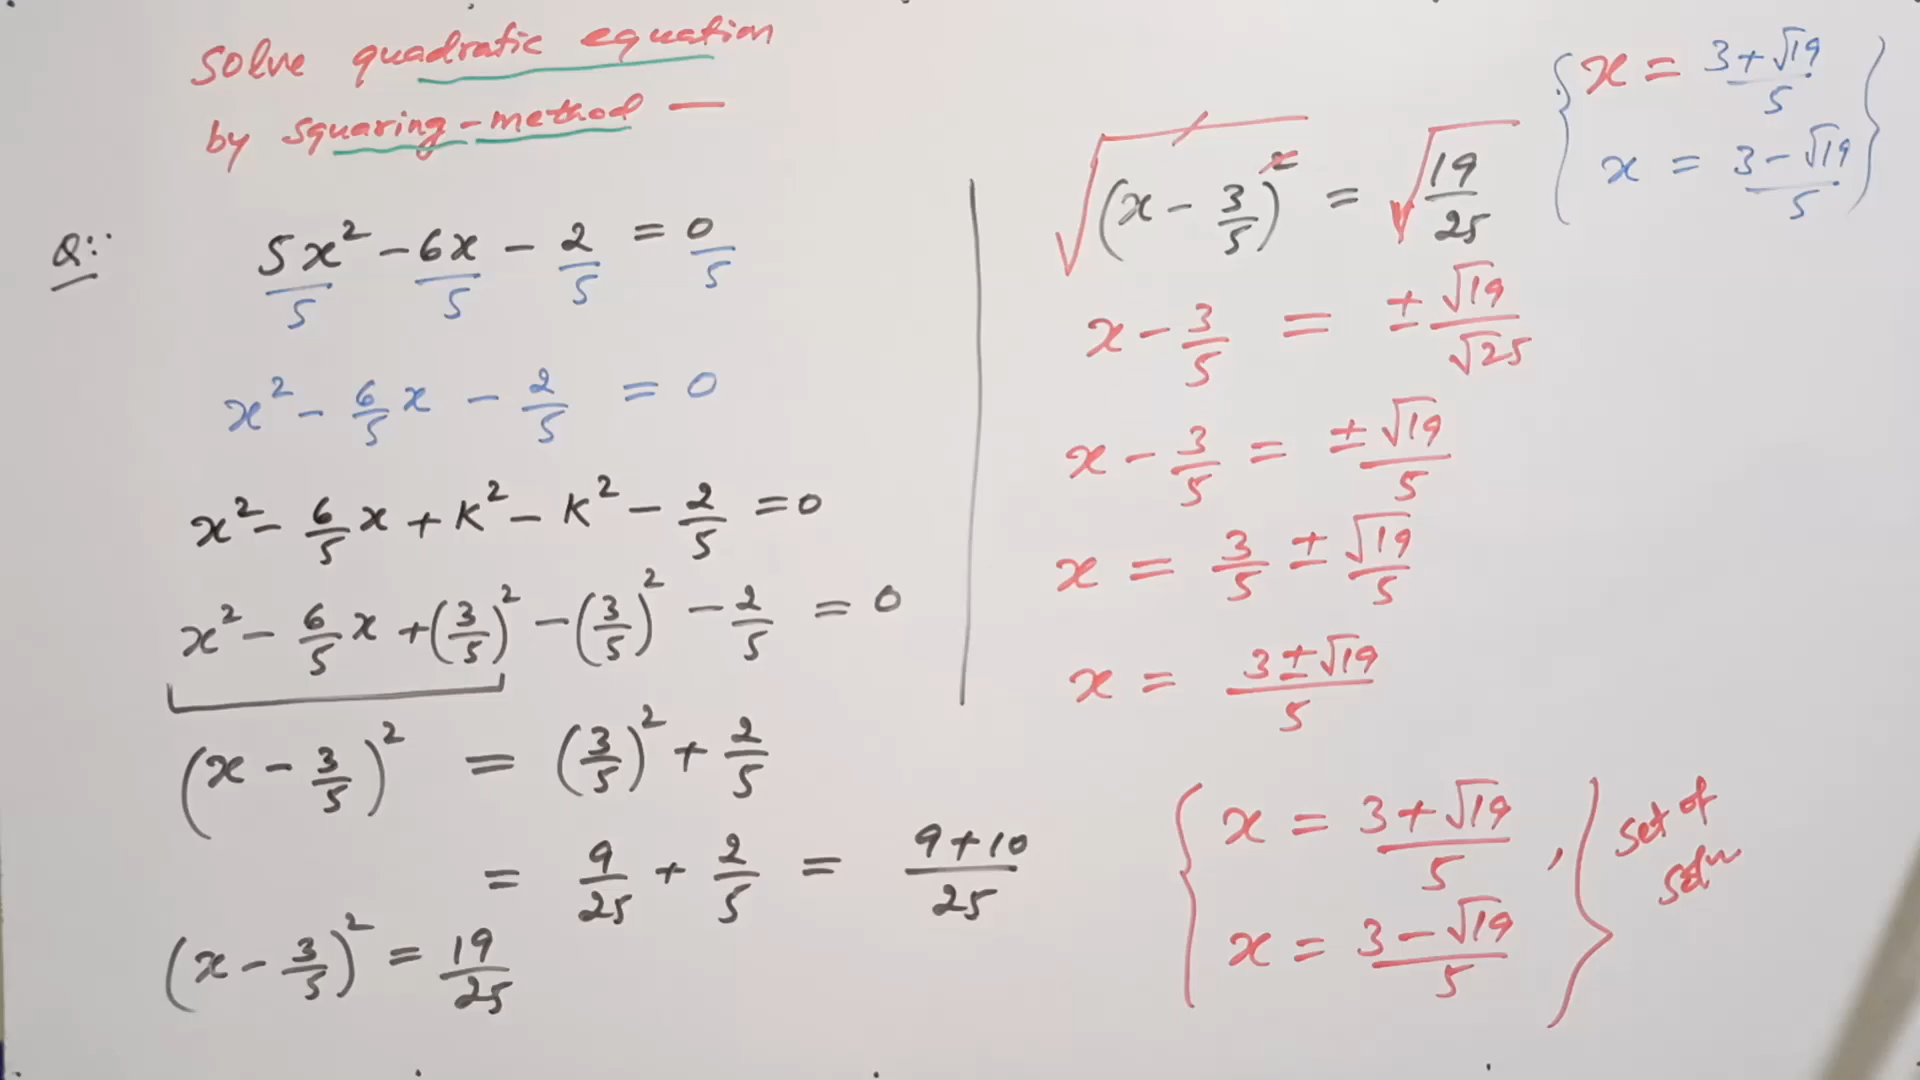 Solve quadratic equation
by squaring-method —
Q:: 5x²/5 - 6x/5 - 2/5 = 0/5
x² - 6/5 x - 2/5 = 0
x² - 6/5 x + K² - K² - 2/5 = 0
x² - 6/5 x + (3/5)² - (3/5)² - 2/5 = 0
(x - 3/5)² = (3/5)² + 2/5
= 9/25 + 2/5 = 9+10/25
(x - 3/5)² = 19/25
√(x - 3/5)² = √19/25
x - 3/5 = ± √19/√25
x - 3/5 = ± √19/5
x = 3/5 ± √19/5
x = 3±√19/5
{ x = 3+√19/5 ,
x = 3-√19/5 }
set of
soln
{ x = 3+√19/5
x = 3-√19/5 }